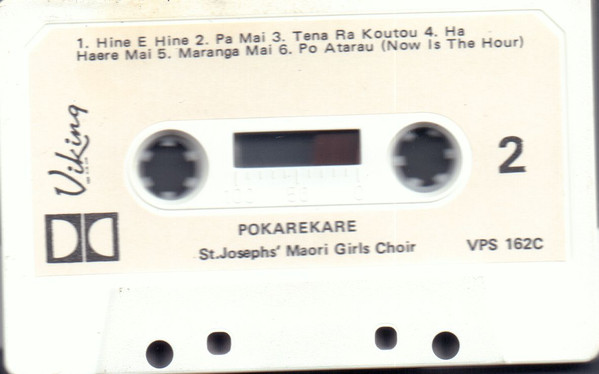 1. Hine E Hine 2. Pa Mai 3. Tena Ra Koutou 4. Ha
Haere Mai 5. Maranga Mai 6. Po Atarau (Now Is The Hour)
Viking
2
POKAREKARE
St.Josephs' Maori Girls Choir
VPS 162C